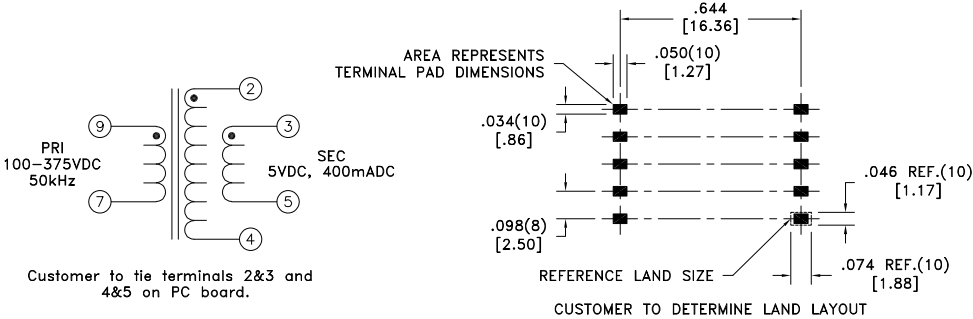 9
7
PRI
100-375VDC
50kHz
2
3
SEC
5VDC, 400mADC
5
4
Customer to tie terminals 2&3 and
4&5 on PC board.
.644
[16.36]
AREA REPRESENTS
TERMINAL PAD DIMENSIONS
.050(10)
[1.27]
.034(10)
[.86]
.046 REF.(10)
[1.17]
.098(8)
[2.50]
REFERENCE LAND SIZE
.074 REF.(10)
[1.88]
CUSTOMER TO DETERMINE LAND LAYOUT